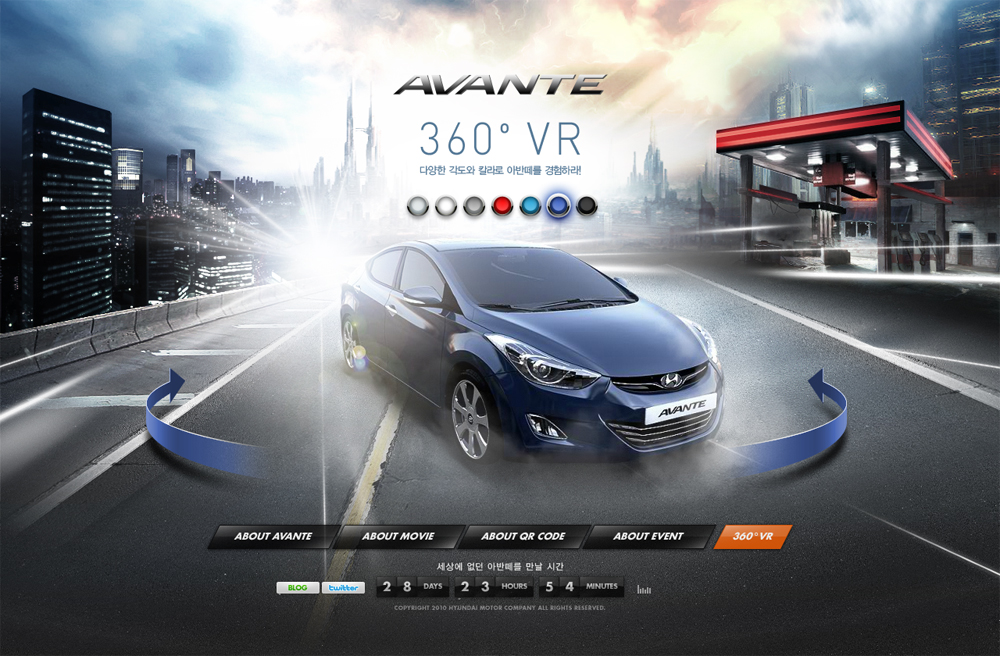 AVANTE
360° VR
다양한 각도와 칼라로 아반떼를 경험하라!
AVANTE
ABOUT AVANTE ABOUT MOVIE ABOUT QR CODE ABOUT EVENT 360° VR
세상에 없던 아반떼를 만날 시간
BLOG twitter 2 8 DAYS 2 3 HOURS 5 4 MINUTES
COPYRIGHT 2010 HYUNDAI MOTOR COMPANY ALL RIGHTS RESERVED.